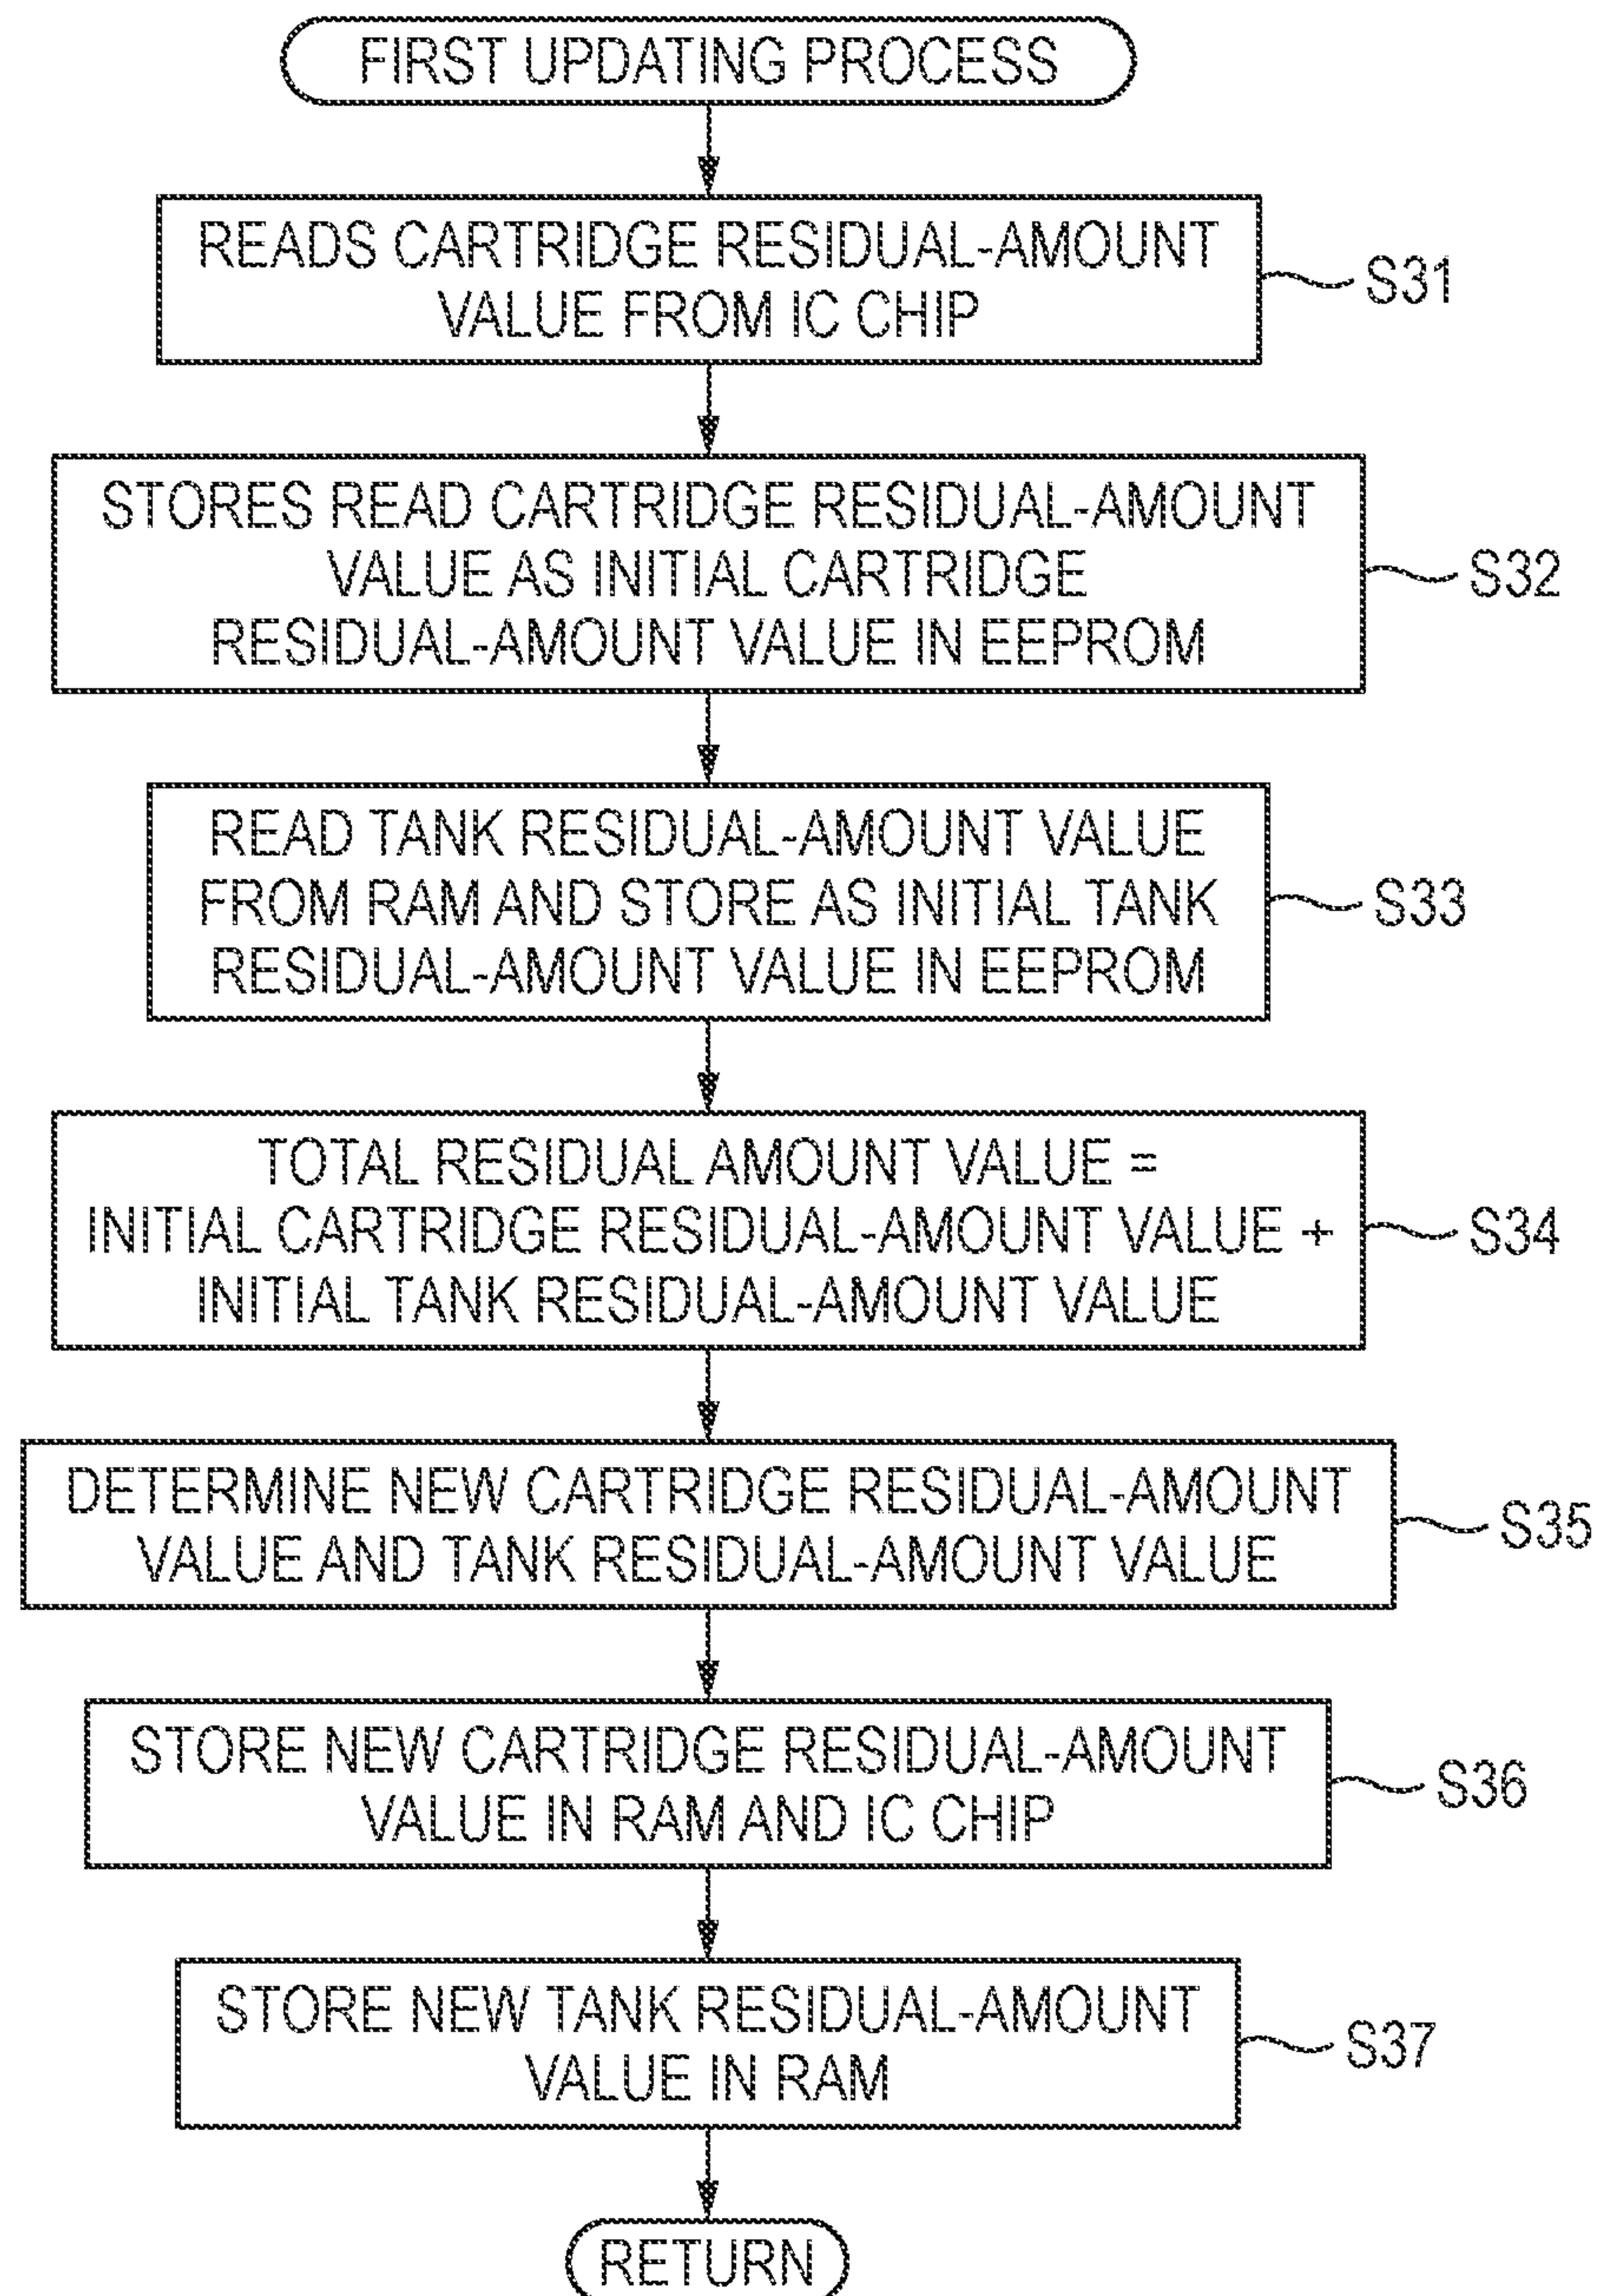 FIRST UPDATING PROCESS
READS CARTRIDGE RESIDUAL-AMOUNT
VALUE FROM IC CHIP
S31
STORES READ CARTRIDGE RESIDUAL-AMOUNT
VALUE AS INITIAL CARTRIDGE
RESIDUAL-AMOUNT VALUE IN EEPROM
S32
READ TANK RESIDUAL-AMOUNT VALUE
FROM RAM AND STORE AS INITIAL TANK
RESIDUAL-AMOUNT VALUE IN EEPROM
S33
TOTAL RESIDUAL AMOUNT VALUE =
INITIAL CARTRIDGE RESIDUAL-AMOUNT VALUE +
INITIAL TANK RESIDUAL-AMOUNT VALUE
S34
DETERMINE NEW CARTRIDGE RESIDUAL-AMOUNT
VALUE AND TANK RESIDUAL-AMOUNT VALUE
S35
STORE NEW CARTRIDGE RESIDUAL-AMOUNT
VALUE IN RAM AND IC CHIP
S36
STORE NEW TANK RESIDUAL-AMOUNT
VALUE IN RAM
S37
RETURN